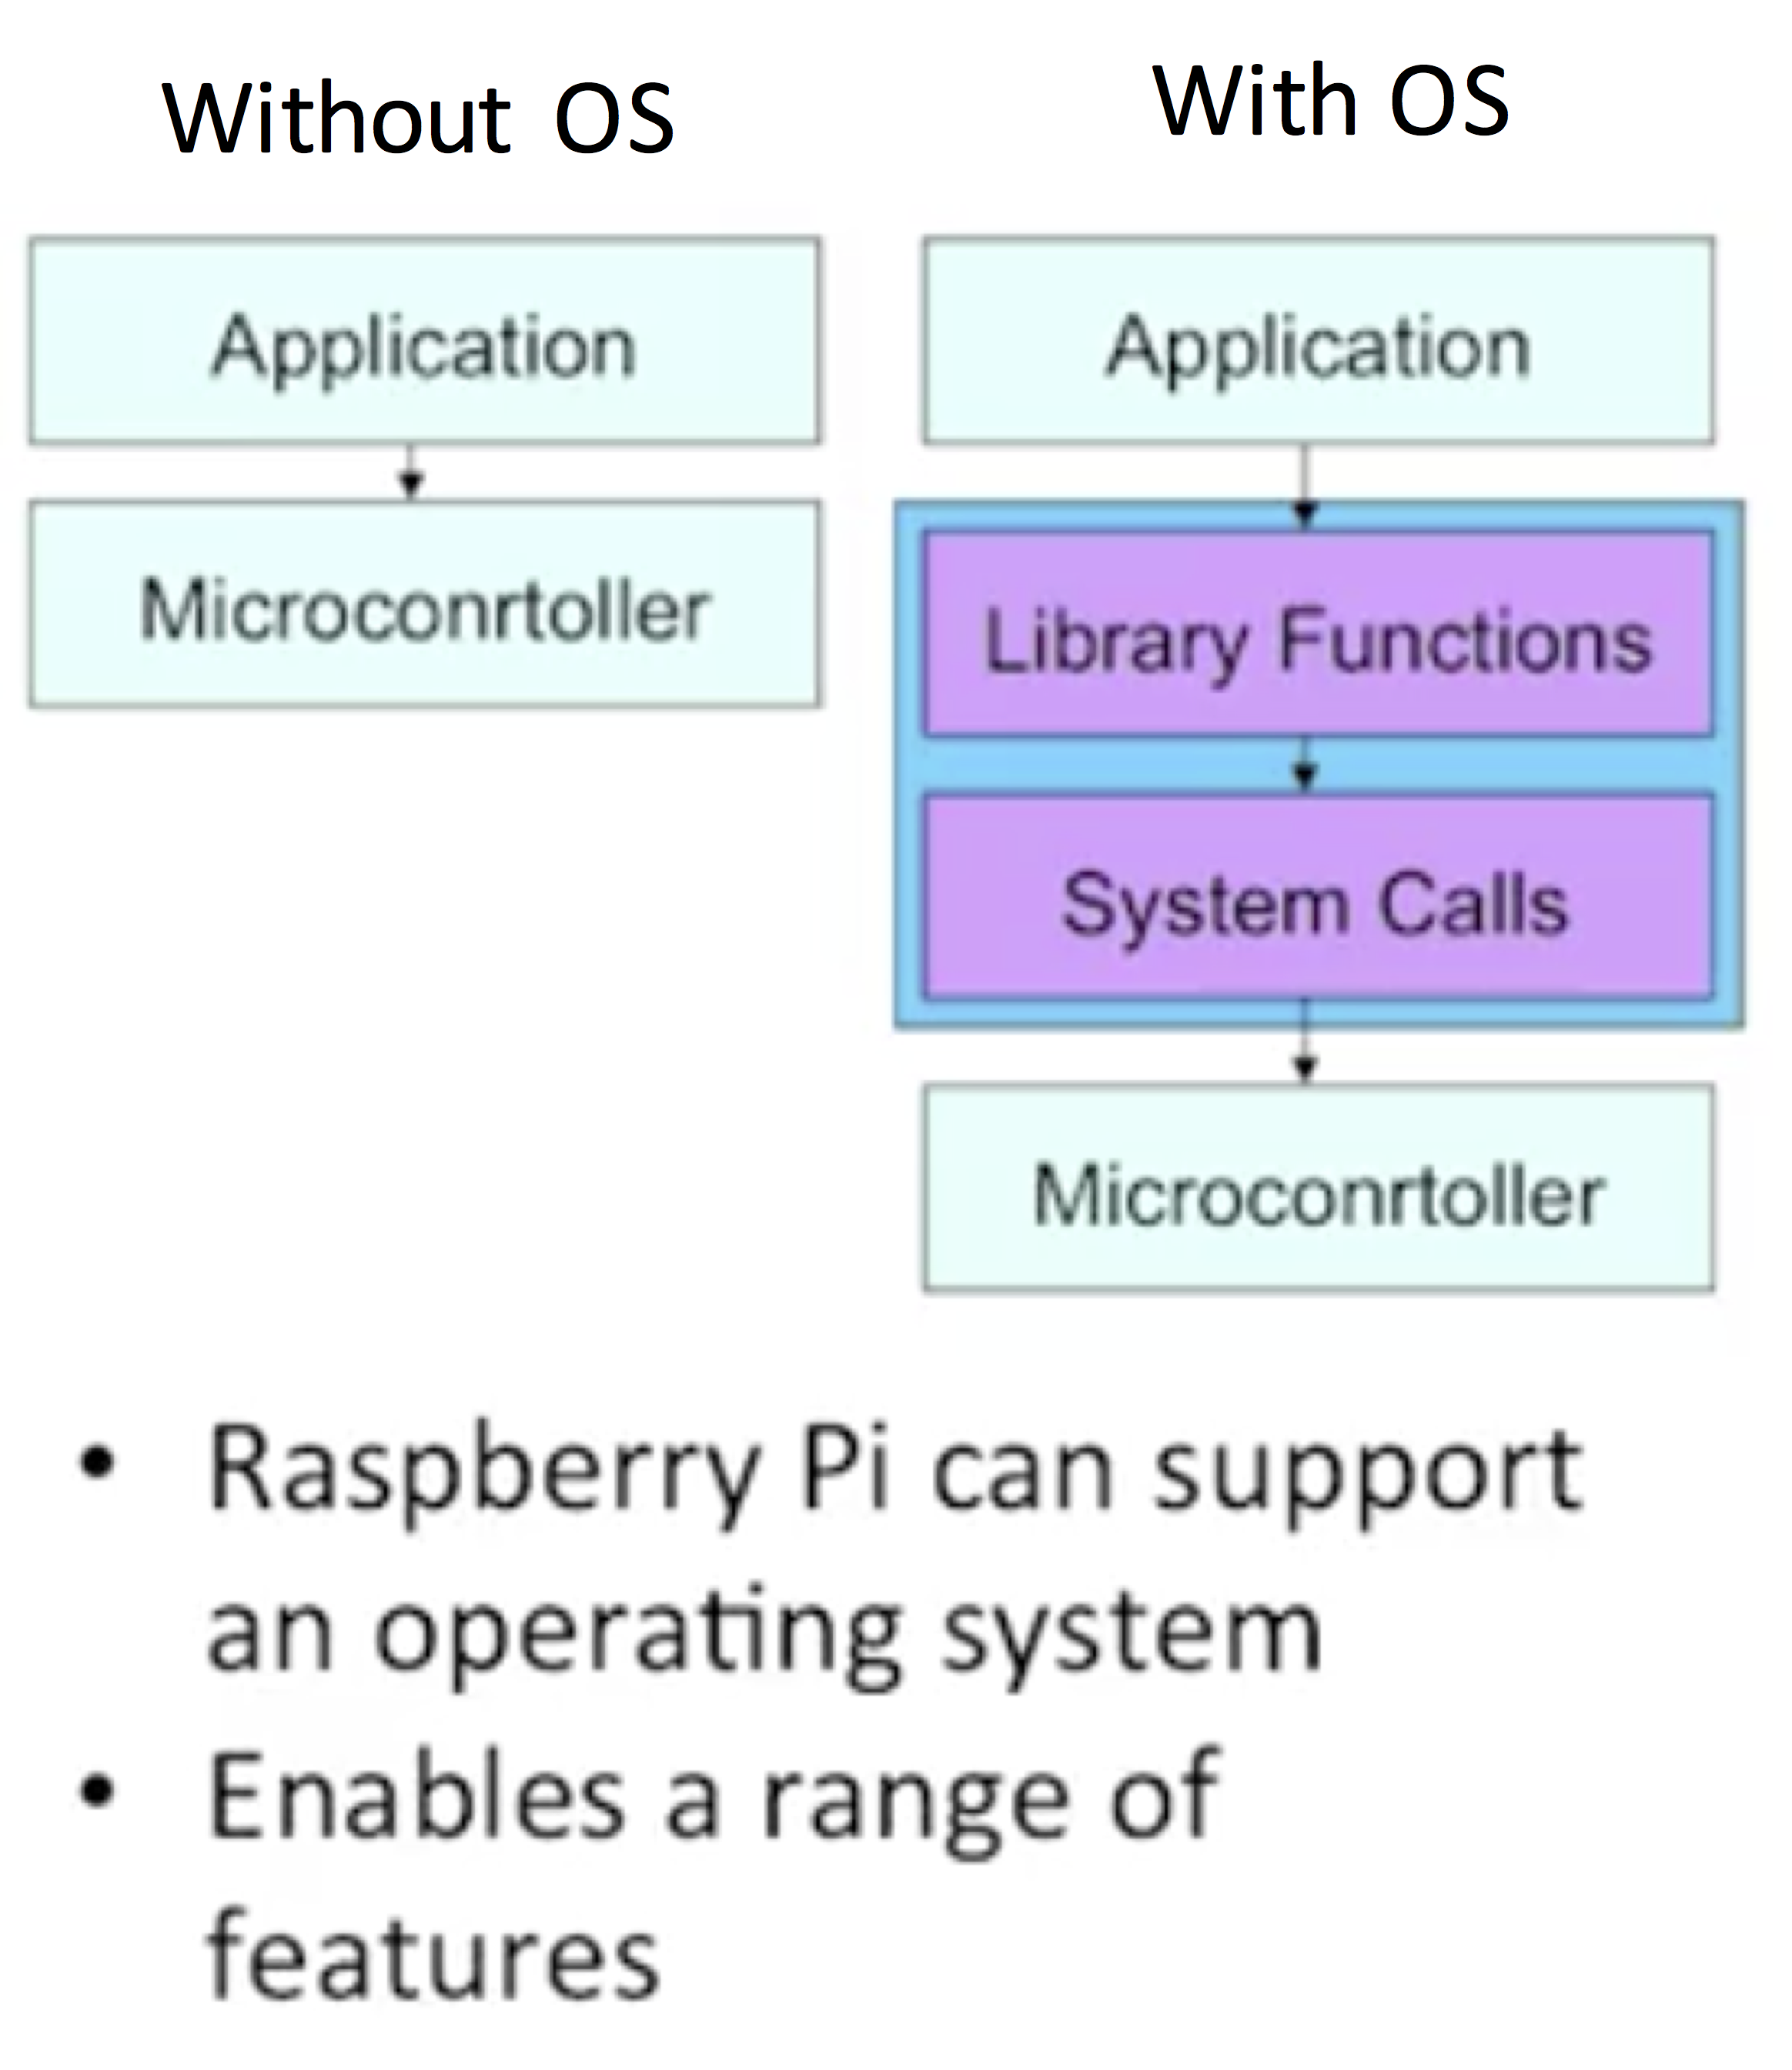 Without OS
With OS
Application
Microconrtoller
Application
Library Functions
System Calls
Microconrtoller
• Raspberry Pi can support
an operating system
• Enables a range of
features